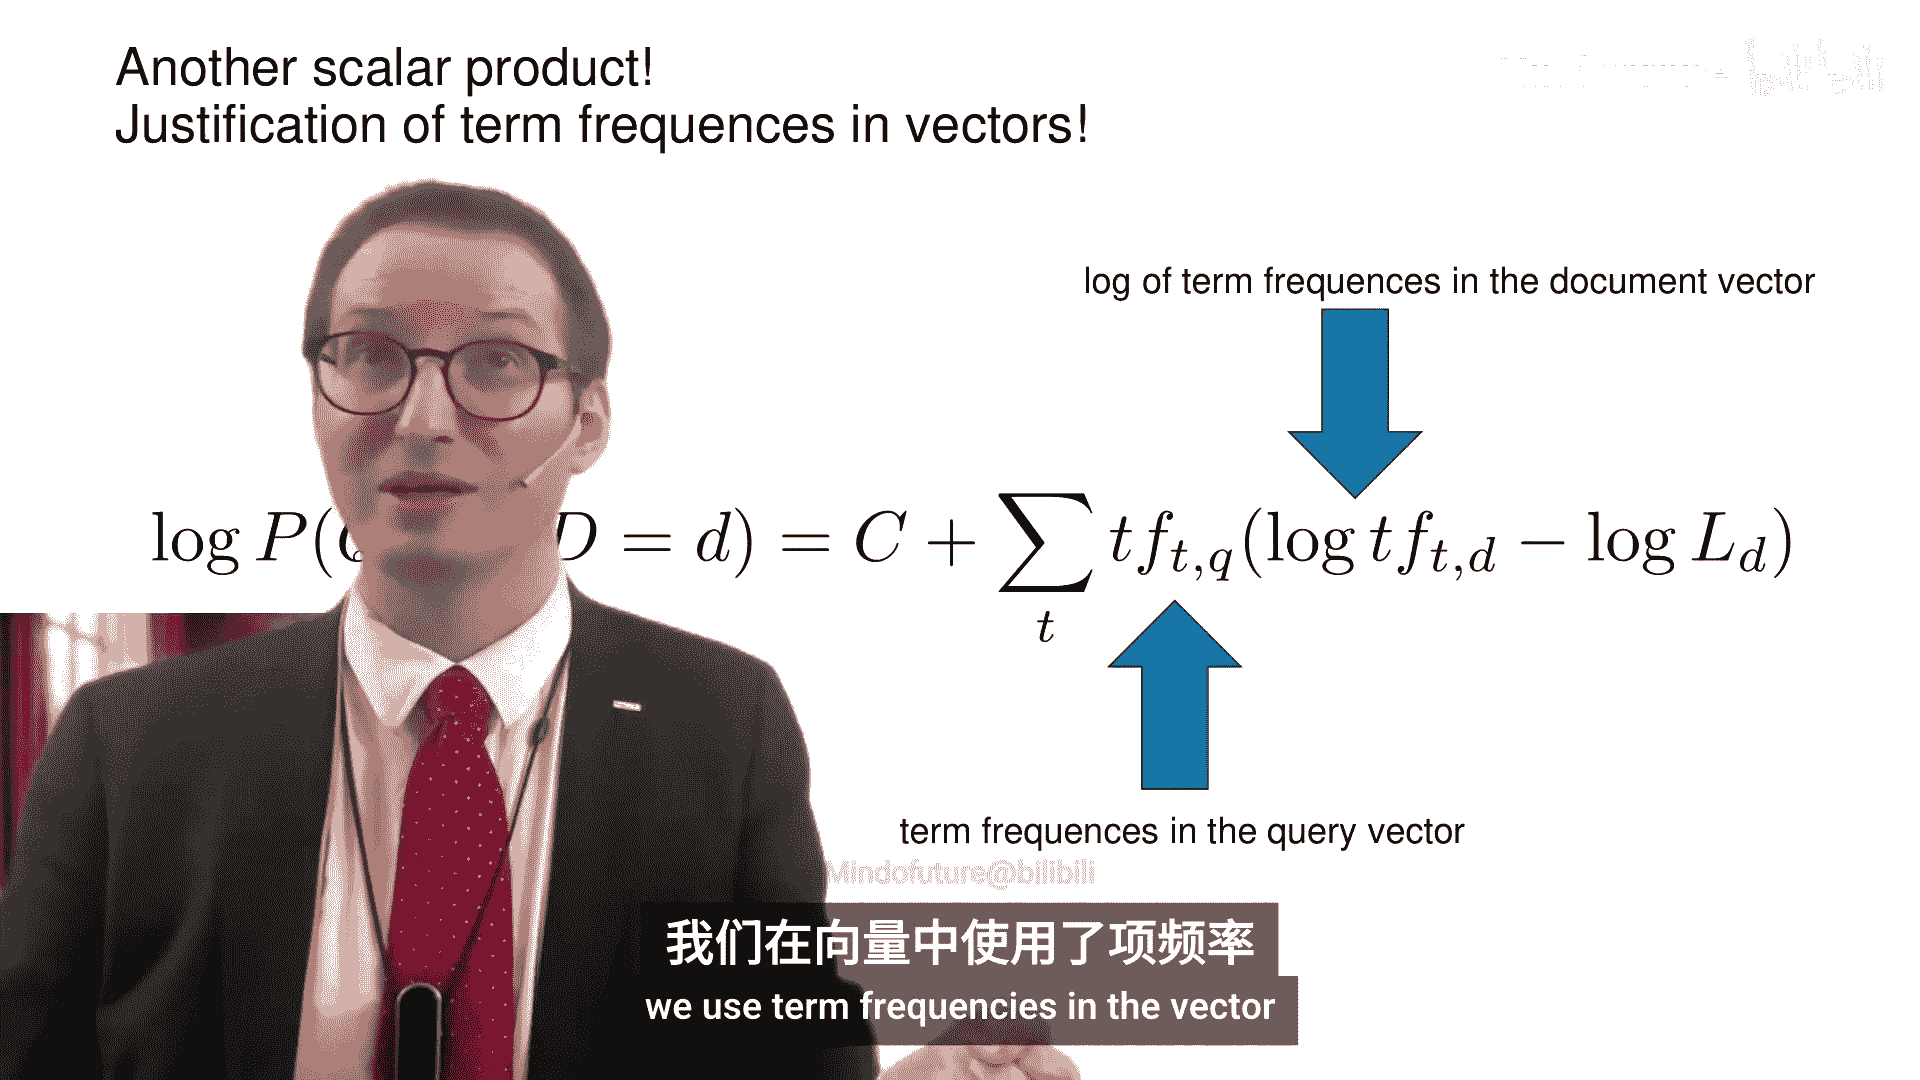 Another scalar product!
Justification of term frequences in vectors!
bilibili
log of term frequences in the document vector
log P( D = d) = C + ∑_t tf_{t,q}(log tf_{t,d} − log L_d)
term frequences in the query vector
Mindofuture@bilibili
我们在向量中使用了项频率
we use term frequencies in the vector